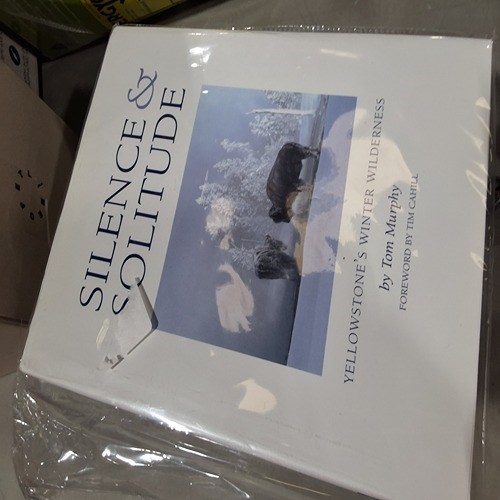 SILENCE &
SOLITUDE
YELLOWSTONE'S WINTER WILDERNESS
by Tom Murphy
FOREWORD BY TIM CAHILL